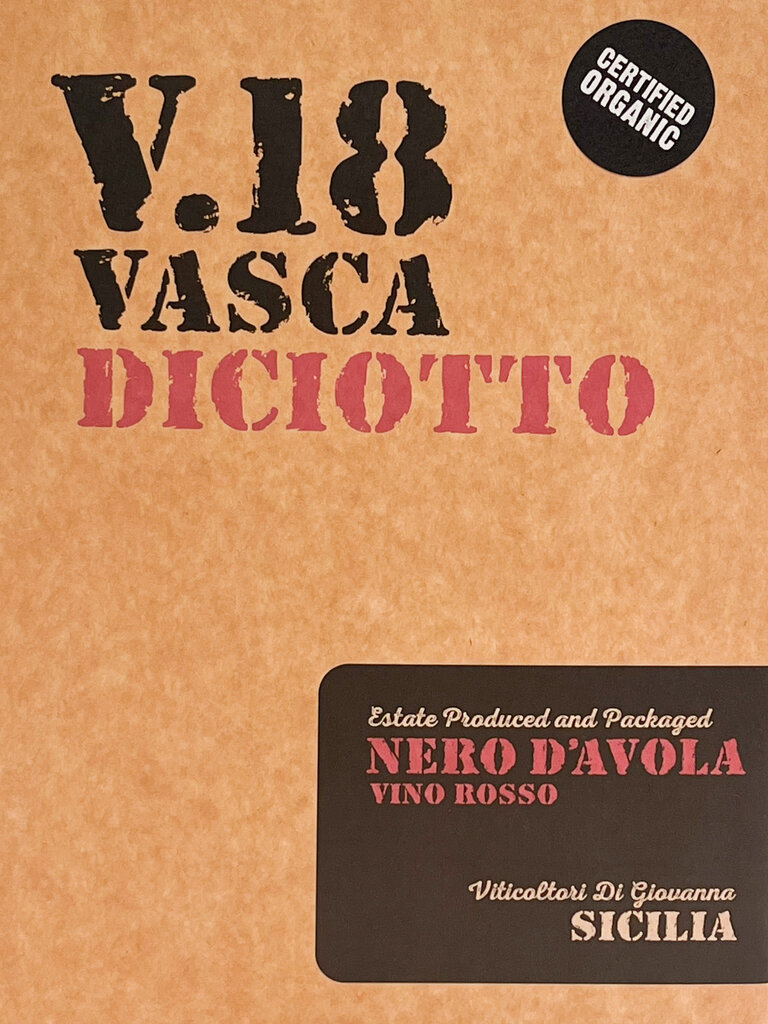 V.18
VASCA
DICIOTTO
CERTIFIED
ORGANIC
Estate Produced and Packaged
NERO D'AVOLA
VINO ROSSO
Viticoltori Di Giovanna
SICILIA